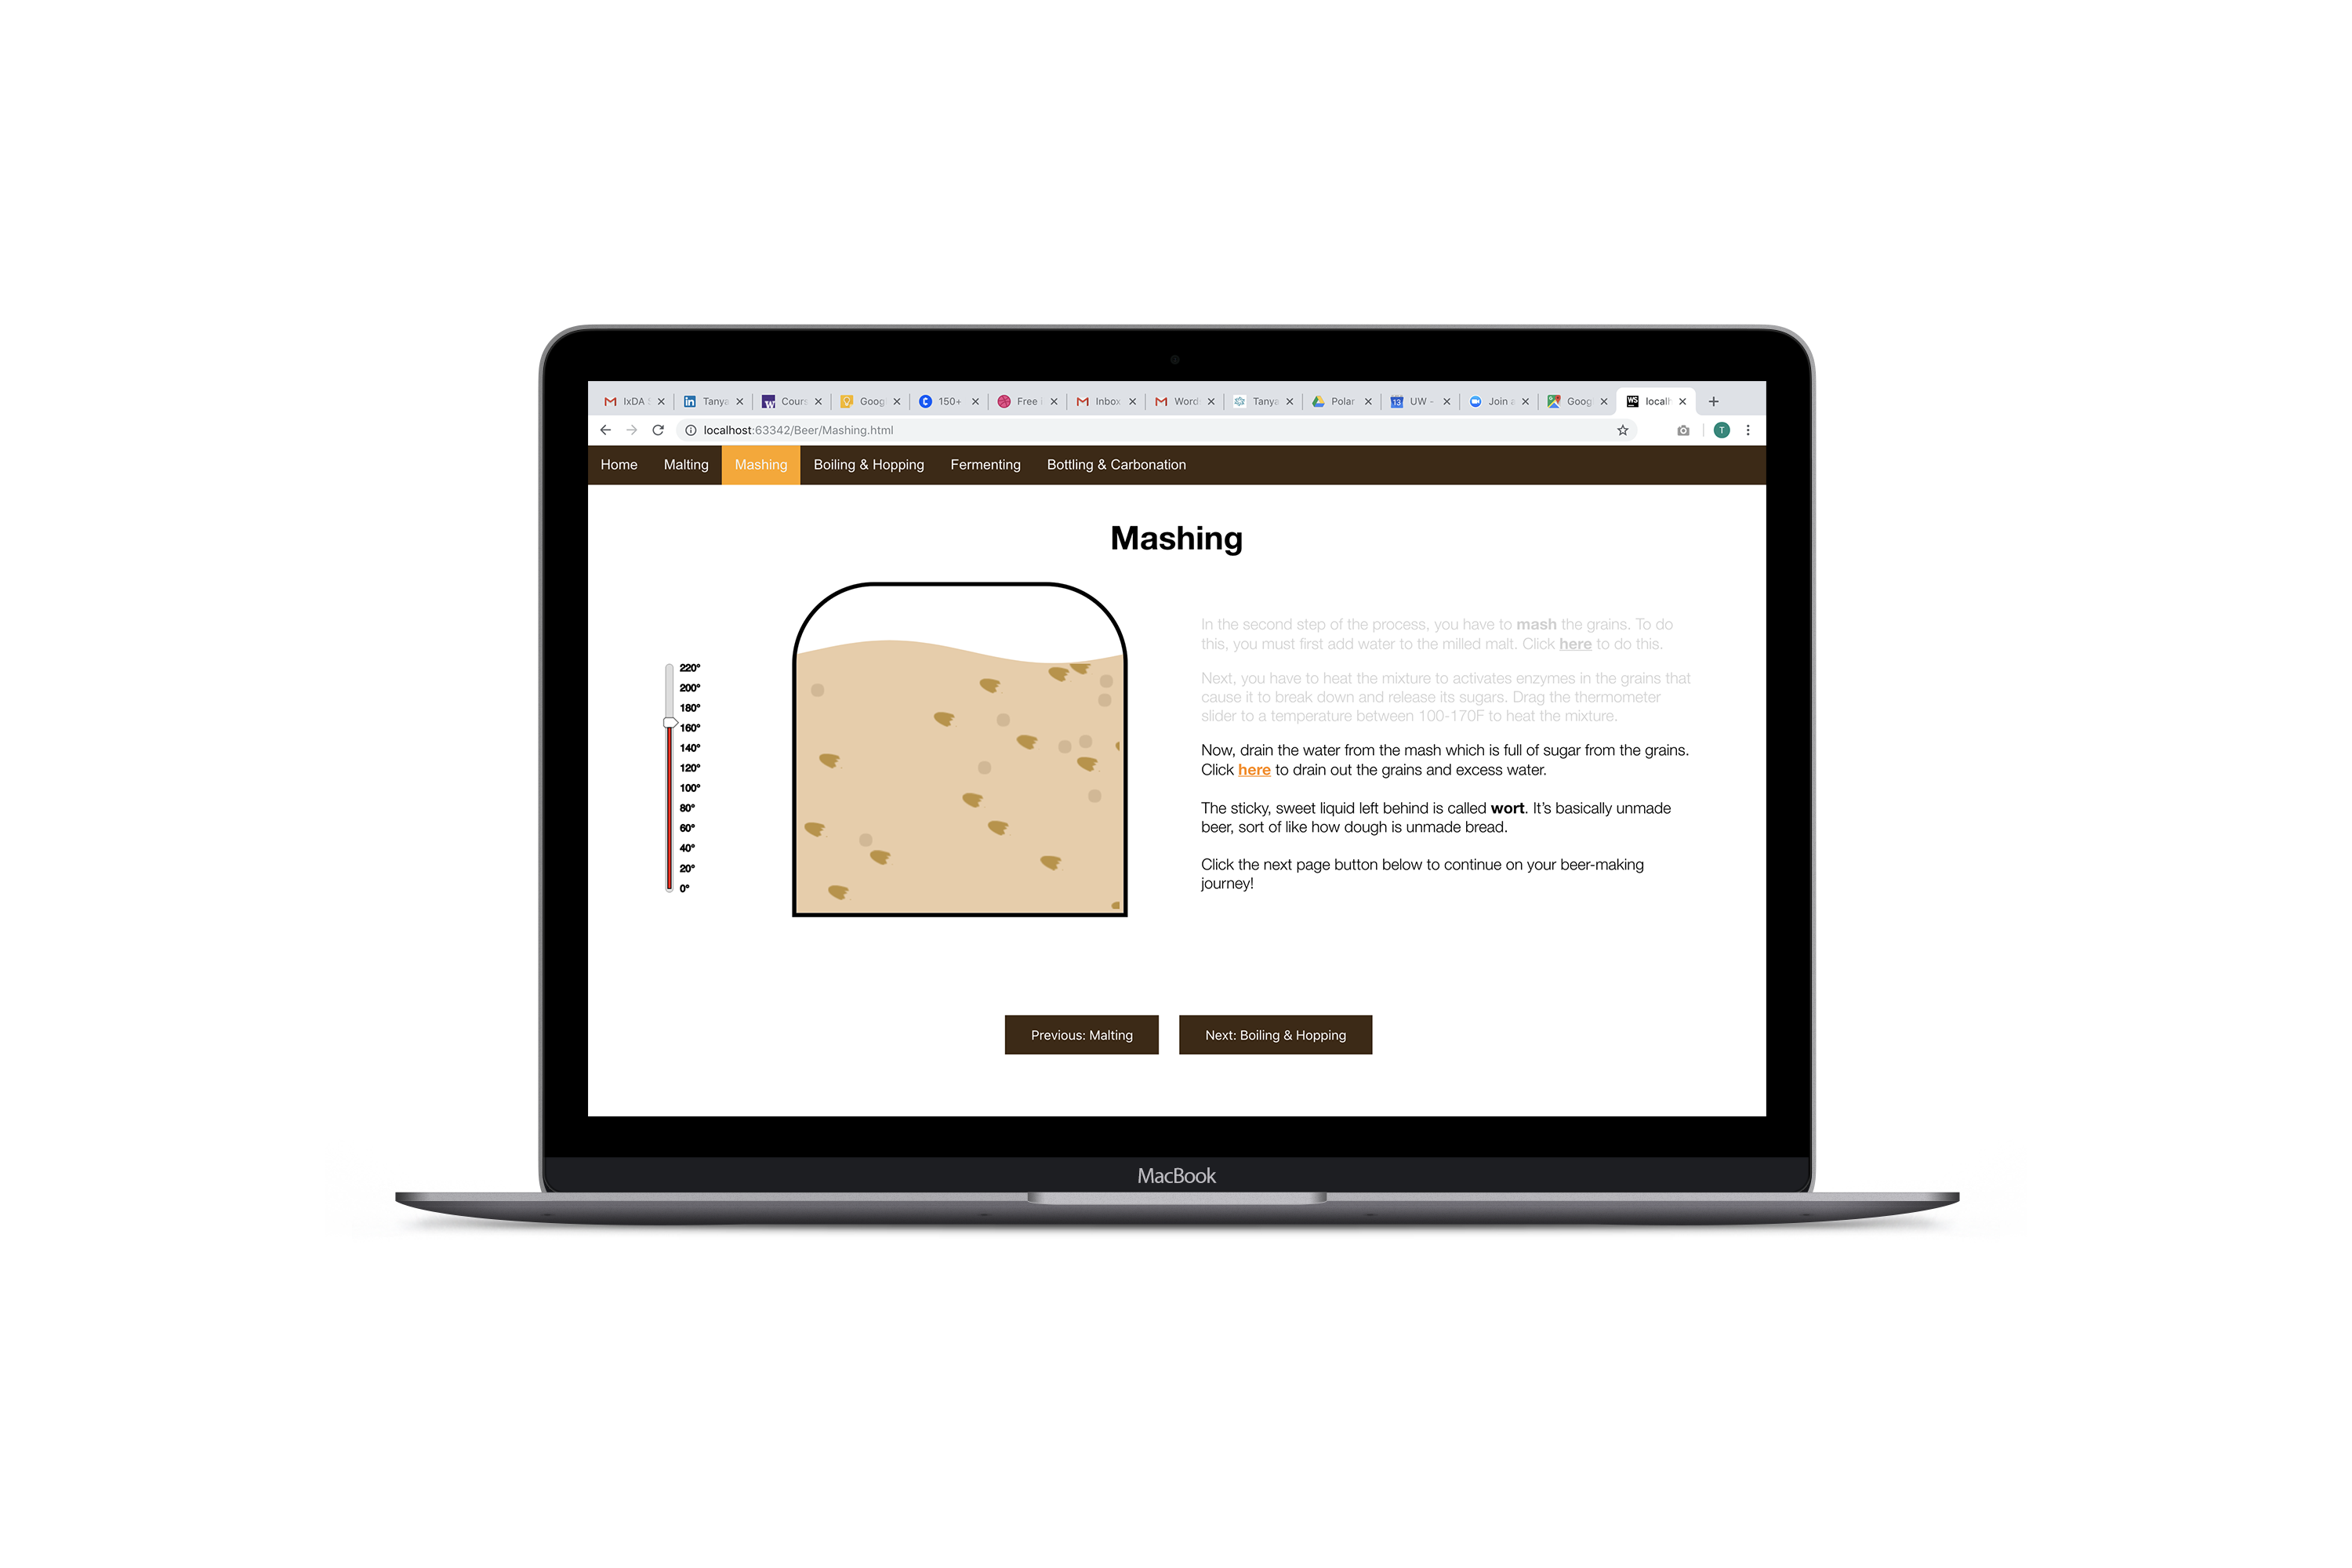 IxDA
Tanya
Cours
Goog
150+
Free
Inbox
Word
Tanya
Polar
UW -
Join a
Goog
localh
localhost:63342/Beer/Mashing.html
T
Home Malting Mashing Boiling & Hopping Fermenting Bottling & Carbonation
Mashing
In the second step of the process, you have to mash the grains. To do
this, you must first add water to the milled malt. Click here to do this.
Next, you have to heat the mixture to activates enzymes in the grains that
cause it to break down and release its sugars. Drag the thermometer
slider to a temperature between 100-170F to heat the mixture.
Now, drain the water from the mash which is full of sugar from the grains.
Click here to drain out the grains and excess water.
The sticky, sweet liquid left behind is called wort. It’s basically unmade
beer, sort of like how dough is unmade bread.
Click the next page button below to continue on your beer-making
journey!
220°
200°
180°
160°
140°
120°
100°
80°
60°
40°
20°
0°
Previous: Malting
Next: Boiling & Hopping
MacBook